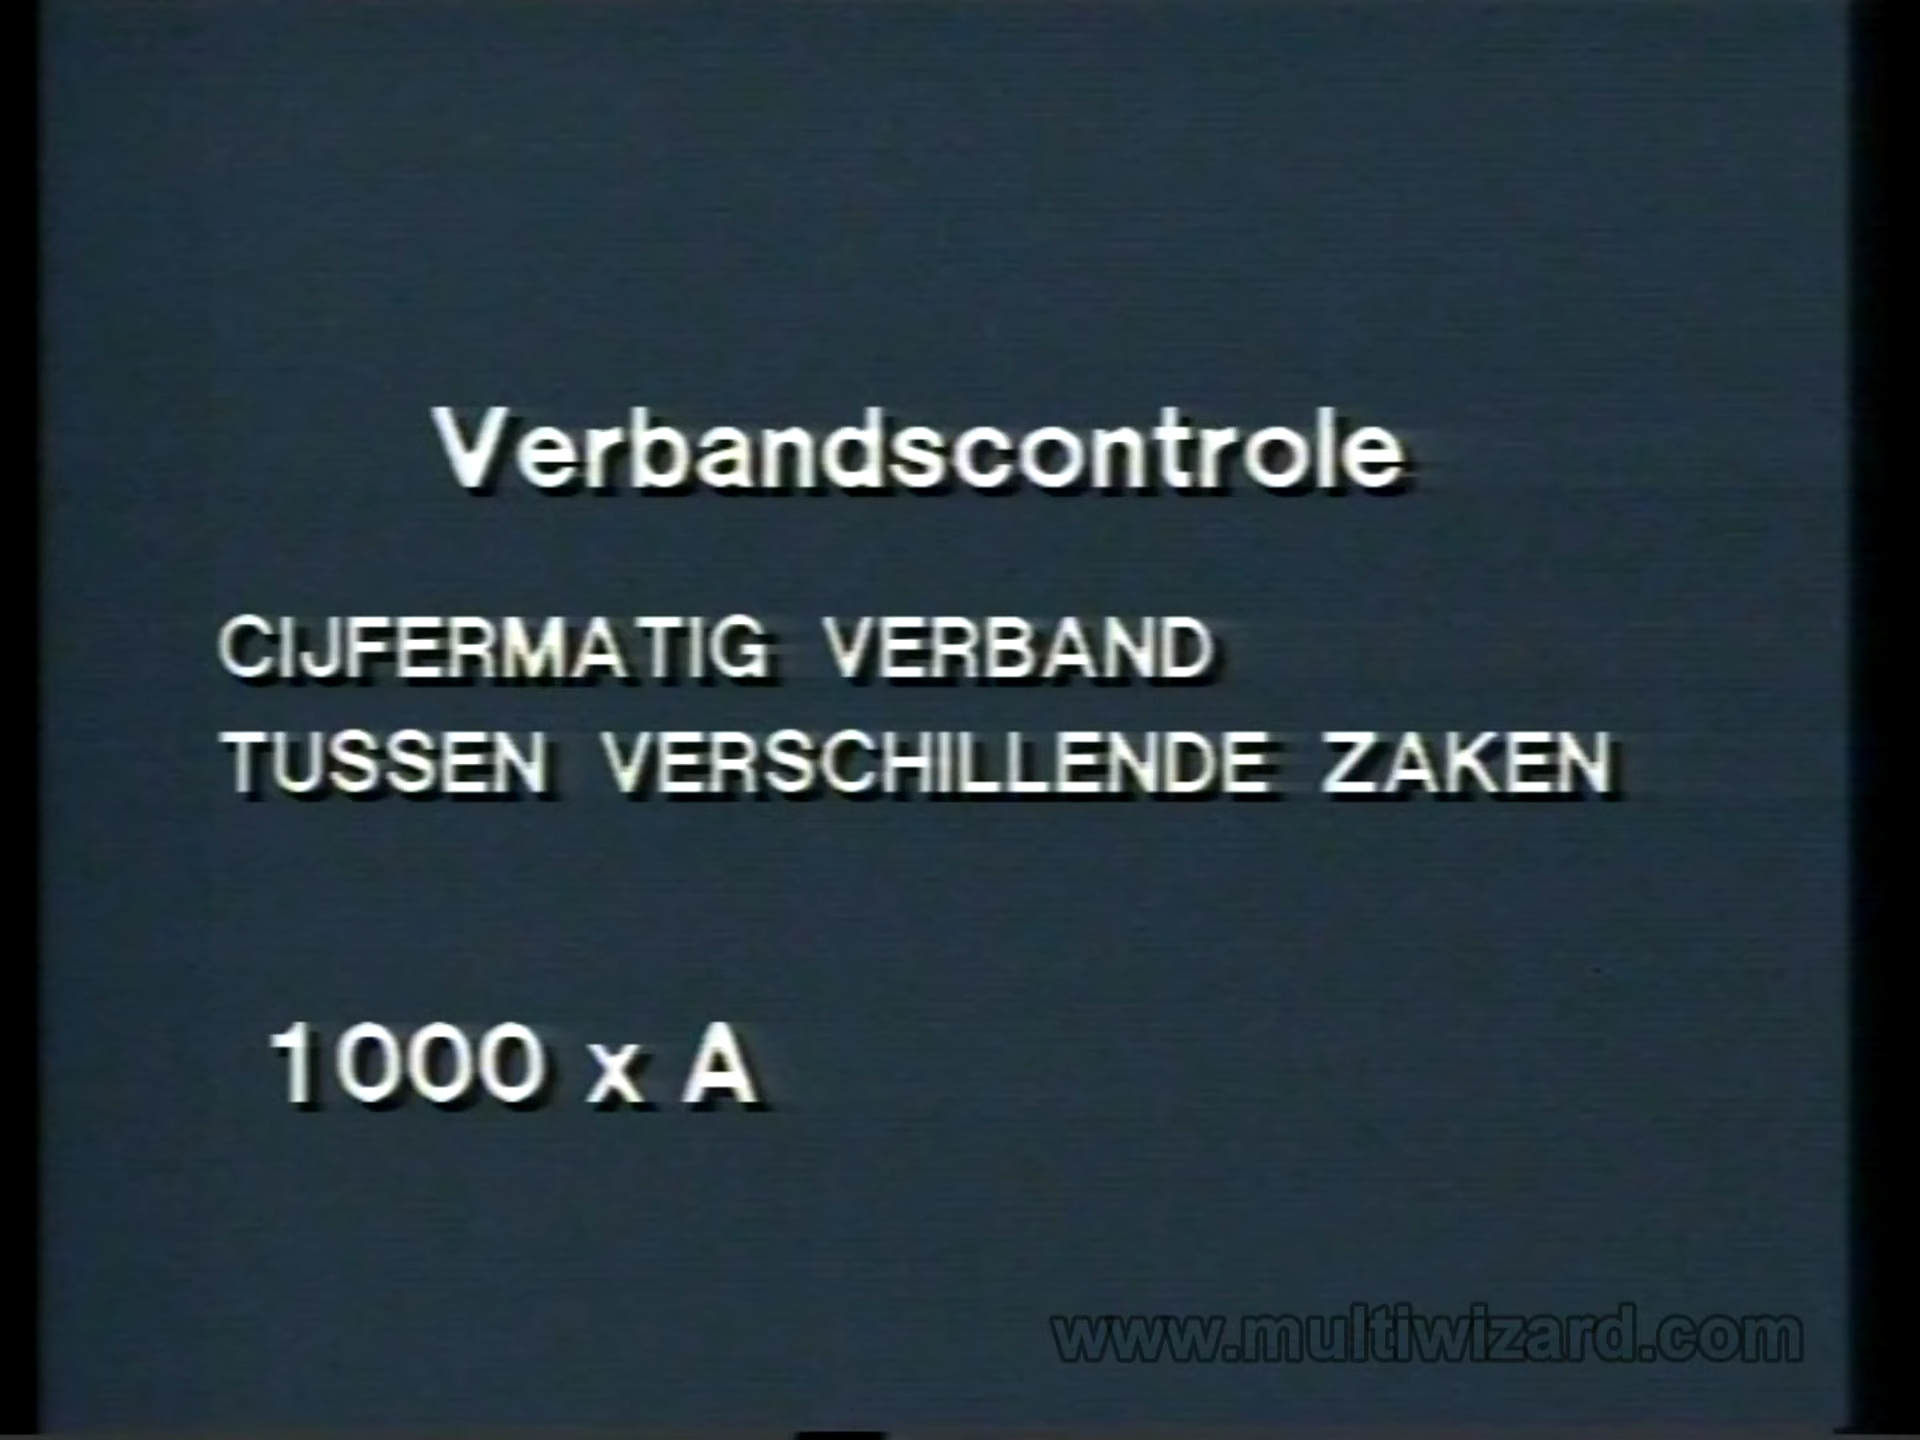 Verbandscontrole
CIJFERMATIG VERBAND
TUSSEN VERSCHILLENDE ZAKEN
1000 x A
www.multiwizard.com